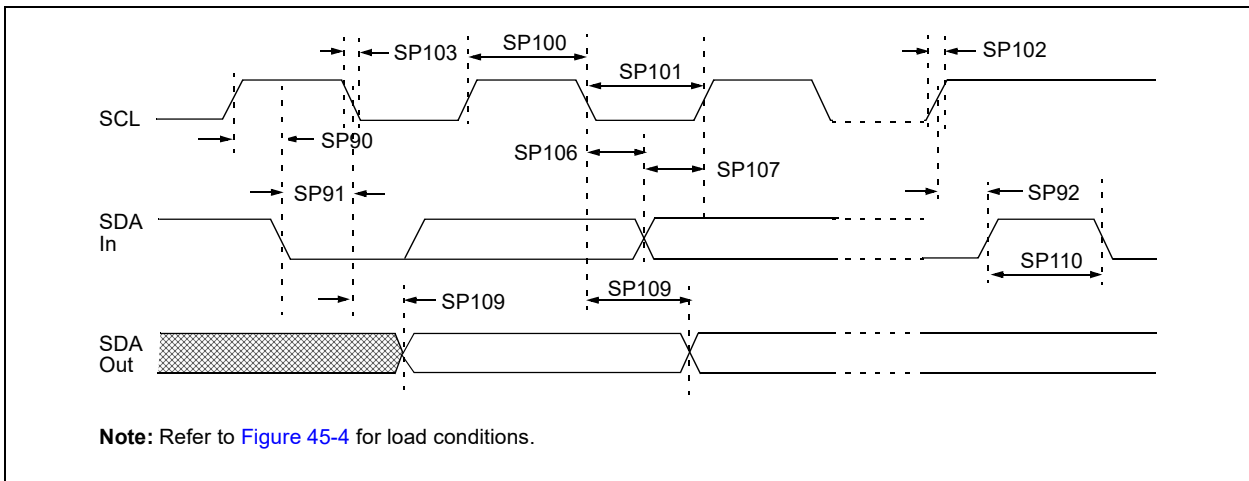 SP103
SP100
SP102
SP101
SCL
SP90
SP106
SP107
SP91
SP92
SDA
In
SP110
SP109
SP109
SDA
Out
Note: Refer to Figure 45-4 for load conditions.